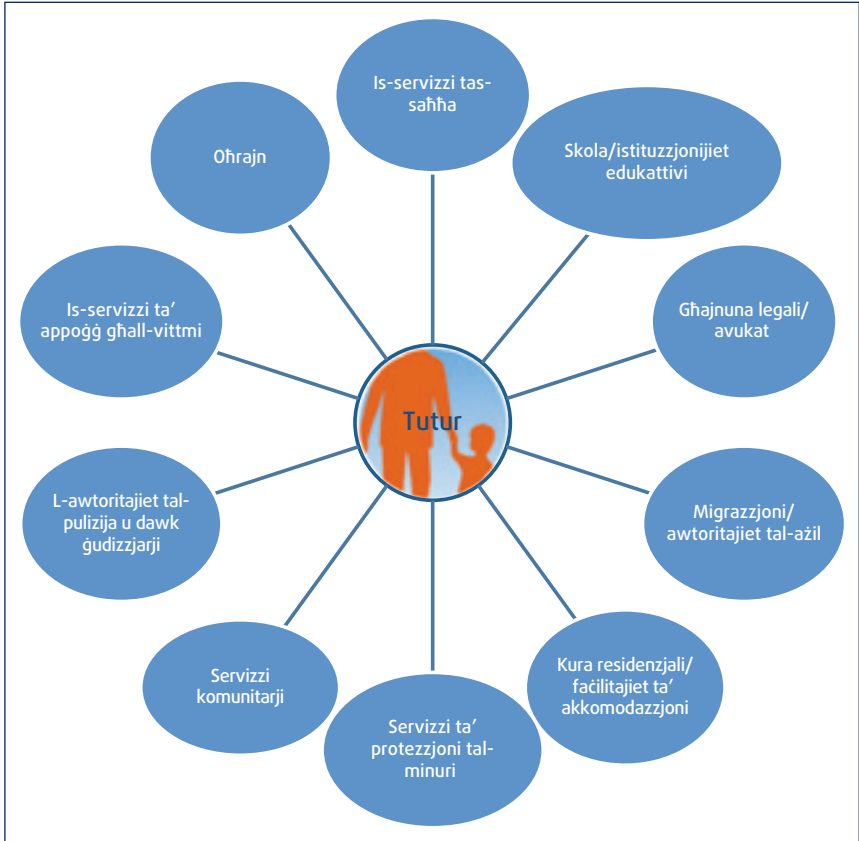 Is-servizzi tas-
saħħa
Skola/istituzzjonijiet
edukattivi
Għajnuna legali/
avukat
Migrazzjoni/
awtoritajiet tal-ażil
Kura residenzjali/
faċilitajiet ta’
akkomodazzjoni
Servizzi ta’
protezzjoni tal-
minuri
Servizzi
komunitarji
L-awtoritajiet tal-
pulizija u dawk
ġudizzjarji
Is-servizzi ta’
appoġġ għall-vittmi
Oħrajn
Tutur